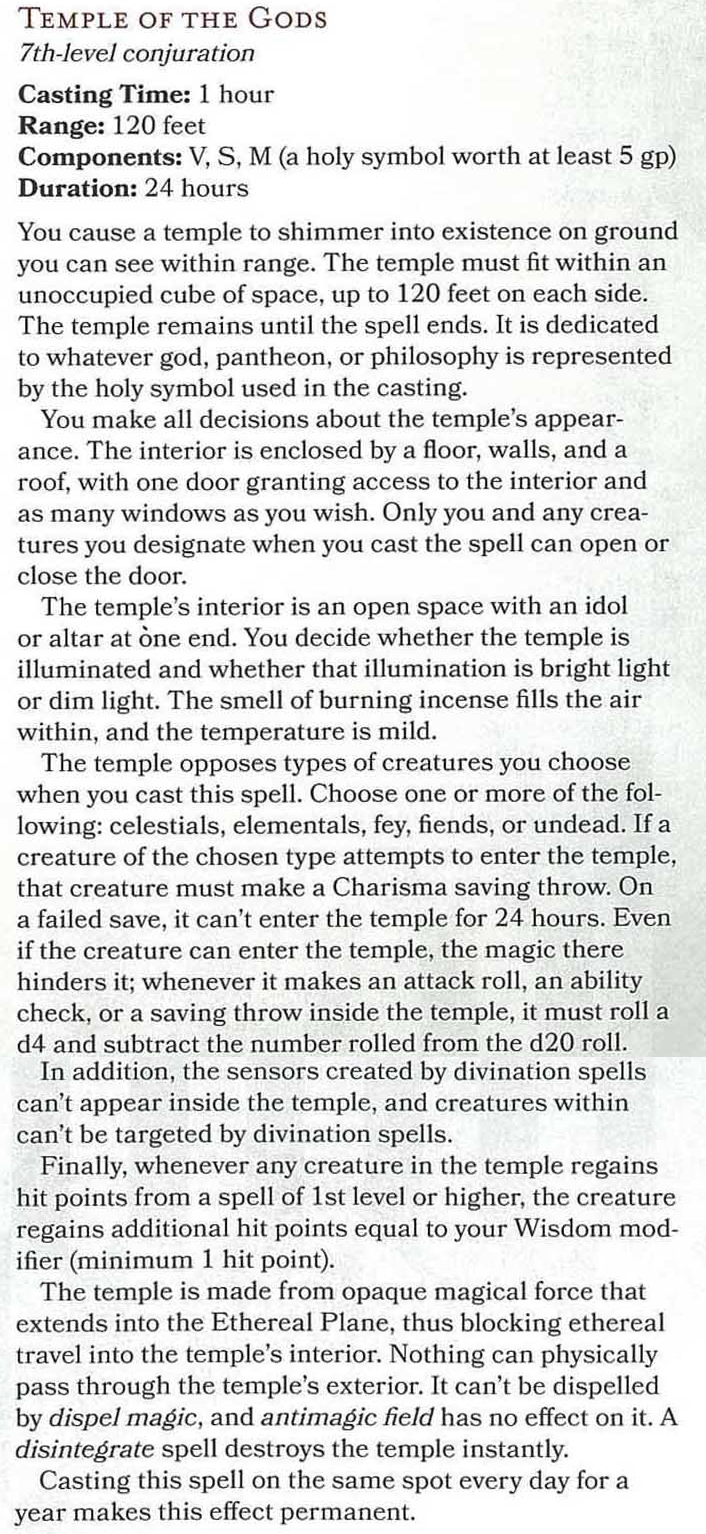 TEMPLE OF THE GODS
7th-level conjuration
Casting Time: 1 hour
Range: 120 feet
Components: V, S, M (a holy symbol worth at least 5 gp)
Duration: 24 hours
You cause a temple to shimmer into existence on ground
you can see within range. The temple must fit within an
unoccupied cube of space, up to 120 feet on each side.
The temple remains until the spell ends. It is dedicated
to whatever god, pantheon, or philosophy is represented
by the holy symbol used in the casting.
You make all decisions about the temple's appear-
ance. The interior is enclosed by a floor, walls, and a
roof, with one door granting access to the interior and
as many windows as you wish. Only you and any crea-
tures you designate when you cast the spell can open or
close the door.
The temple's interior is an open space with an idol
or altar at one end. You decide whether the temple is
illuminated and whether that illumination is bright light
or dim light. The smell of burning incense fills the air
within, and the temperature is mild.
The temple opposes types of creatures you choose
when you cast this spell. Choose one or more of the fol-
lowing: celestials, elementals, fey, fiends, or undead. If a
creature of the chosen type attempts to enter the temple,
that creature must make a Charisma saving throw. On
a failed save, it can't enter the temple for 24 hours. Even
if the creature can enter the temple, the magic there
hinders it; whenever it makes an attack roll, an ability
check, or a saving throw inside the temple, it must roll a
d4 and subtract the number rolled from the d20 roll.
In addition, the sensors created by divination spells
can't appear inside the temple, and creatures within
can't be targeted by divination spells.
Finally, whenever any creature in the temple regains
hit points from a spell of 1st level or higher, the creature
regains additional hit points equal to your Wisdom mod-
ifier (minimum 1 hit point).
The temple is made from opaque magical force that
extends into the Ethereal Plane, thus blocking ethereal
travel into the temple's interior. Nothing can physically
pass through the temple's exterior. It can't be dispelled
by dispel magic, and antimagic field has no effect on it. A
disintegrate spell destroys the temple instantly.
Casting this spell on the same spot every day for a
year makes this effect permanent.